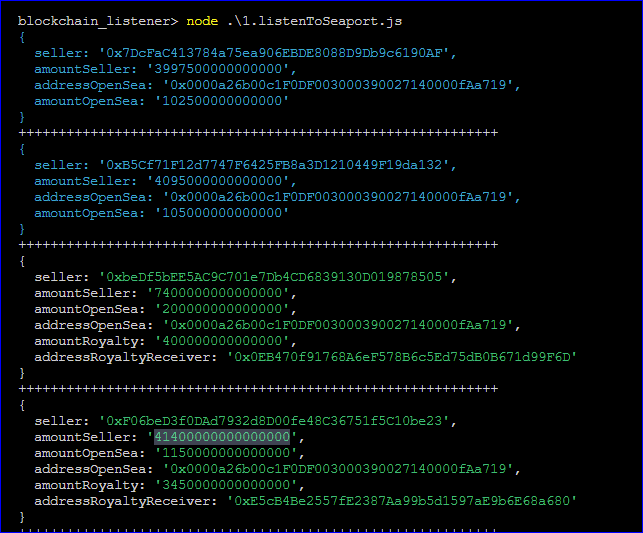 blockchain_listener> node .\1.listenToSeaport.js
{
  seller: '0x7DcFaC413784a75ea906EBDE8088D9Db9c6190AF',
  amountSeller: '3997500000000000',
  addressOpenSea: '0x0000a26b00c1F0DF003000390027140000fAa719',
  amountOpenSea: '102500000000000'
}
++++++++++++++++++++++++++++++++++++++++++++++++++++++++++++
{
  seller: '0xB5Cf71F12d7747F6425FB8a3D1210449F19da132',
  amountSeller: '4095000000000000',
  addressOpenSea: '0x0000a26b00c1F0DF003000390027140000fAa719',
  amountOpenSea: '105000000000000'
}
++++++++++++++++++++++++++++++++++++++++++++++++++++++++++++
{
  seller: '0xbeDf5bEE5AC9C701e7Db4CD6839130D019878505',
  amountSeller: '7400000000000000',
  amountOpenSea: '200000000000000',
  addressOpenSea: '0x0000a26b00c1F0DF003000390027140000fAa719',
  amountRoyalty: '400000000000000',
  addressRoyaltyReceiver: '0x0EB470f91768A6eF578B6c5Ed75dB0B671d99F6D'
}
++++++++++++++++++++++++++++++++++++++++++++++++++++++++++++
{
  seller: '0xF06beD3f0DAd7932d8D00fe48C36751f5C10be23',
  amountSeller: '41400000000000000',
  amountOpenSea: '1150000000000000',
  addressOpenSea: '0x0000a26b00c1F0DF003000390027140000fAa719',
  amountRoyalty: '3450000000000000',
  addressRoyaltyReceiver: '0xE5cB4Be2557fE2387Aa99b5d1597aE9b6E68a680'
}
++++++++++++++++++++++++++++++++++++++++++++++++++++++++++++